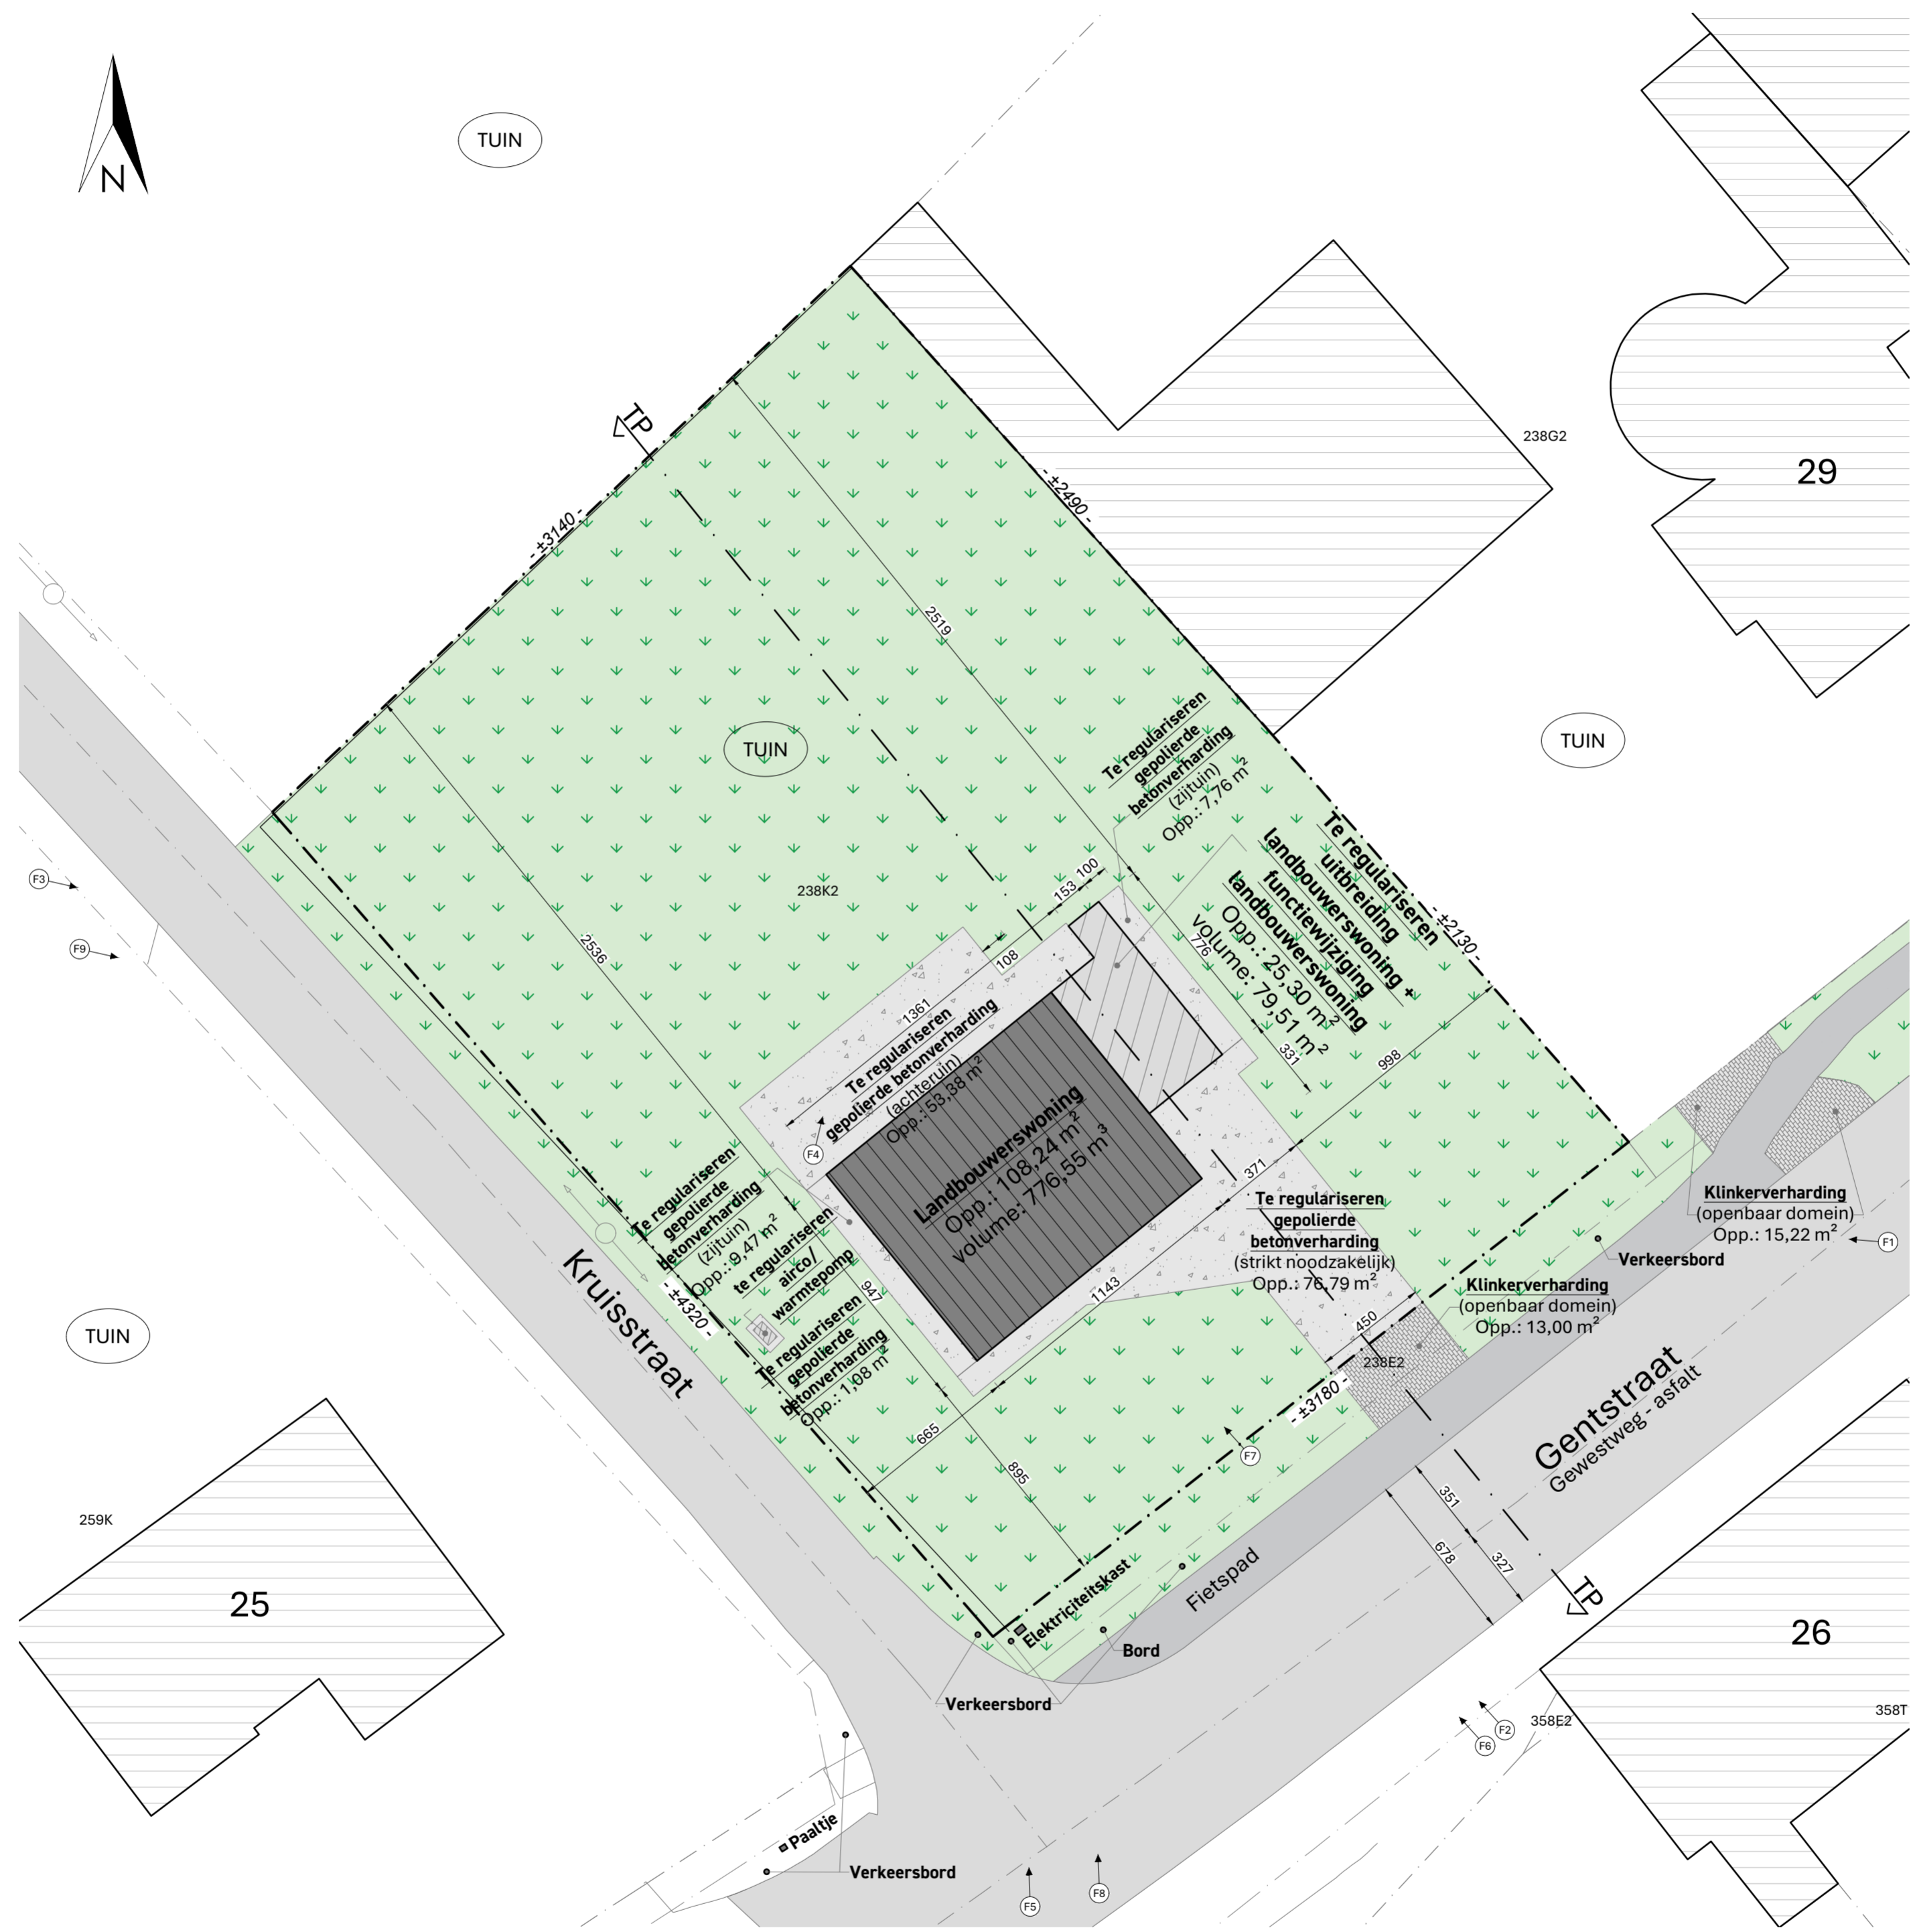 N
TUIN
TP
- ±3140 -
- ±2490 -
238G2
29
2519
TUIN
TUIN
238K2
2536
Te regulariseren
gepolierde
betonverharding
(zijtuin)
Opp.: 7,76 m²
Te regulariseren
uitbreiding
landbouwerswoning +
functiewijziging
landbouwerswoning
Opp.: 25,30 m²
volume: 79,51 m²
- ±2130 -
153
100
108
776
331
998
1361
F3
F9
Te regulariseren
gepolierde betonverharding
(achteruin)
Opp.: 53,38 m²
F4
Landbouwerswoning
Opp.: 108,24 m²
volume: 776,55 m³
371
Te regulariseren
gepolierde
betonverharding
(strikt noodzakelijk)
Opp.: 76,79 m²
Te regulariseren
gepolierde
betonverharding
(zijtuin)
Opp.: 9,47 m²
te regulariseren
airco/
warmtepomp
Te regulariseren
gepolierde
betonverharding
Opp.: 1,08 m²
- ±4320 -
947
1143
450
665
895
Kruisstraat
TUIN
Klinkerverharding
(openbaar domein)
Opp.: 15,22 m²
F1
Verkeersbord
Klinkerverharding
(openbaar domein)
Opp.: 13,00 m²
238E2
- ±3180 -
F7
Gentstraat
Gewestweg - asfalt
351
678
327
TP
259K
25
Elektriciteitskast
Fietspad
Bord
Verkeersbord
26
358T
358E2
F2
F6
Paaltje
Verkeersbord
F5
F8